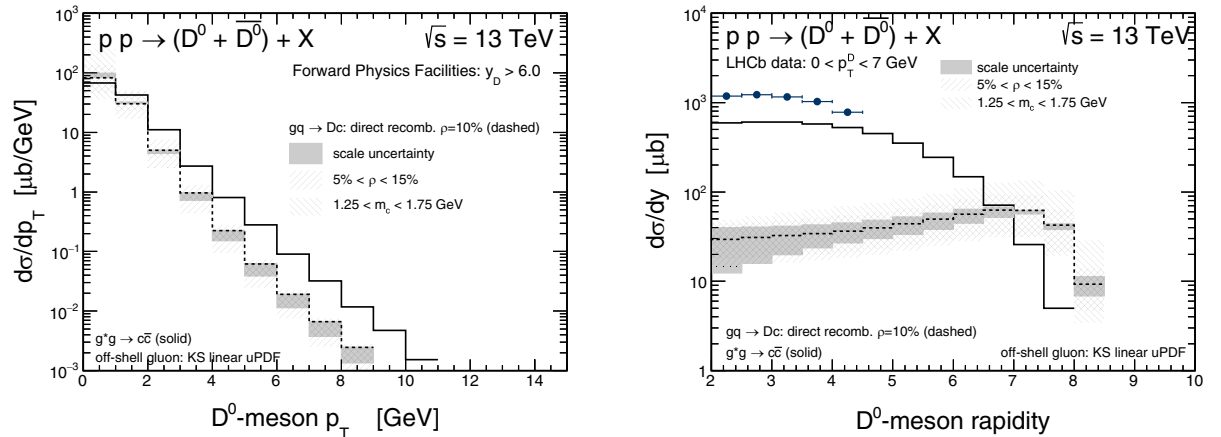 p p → (D⁰ + D̅⁰) + X √s = 13 TeV
Forward Physics Facilities: y_D > 6.0
gq → Dc: direct recomb. ρ=10% (dashed)
scale uncertainty
5% < ρ < 15%
1.25 < m_c < 1.75 GeV
g*g → cc̅ (solid)
off-shell gluon: KS linear uPDF
dσ/dp_T [μb/GeV]
10³
10²
10
1
10⁻¹
10⁻²
10⁻³
0 2 4 6 8 10 12 14
D⁰-meson p_T [GeV]
p p → (D⁰ + D̅⁰) + X √s = 13 TeV
LHCb data: 0 < p_T^D < 7 GeV
scale uncertainty
5% < ρ < 15%
1.25 < m_c < 1.75 GeV
gq → Dc: direct recomb. ρ=10% (dashed)
g*g → cc̅ (solid) off-shell gluon: KS linear uPDF
dσ/dy [μb]
10⁴
10³
10²
10
1
2 3 4 5 6 7 8 9 10
D⁰-meson rapidity